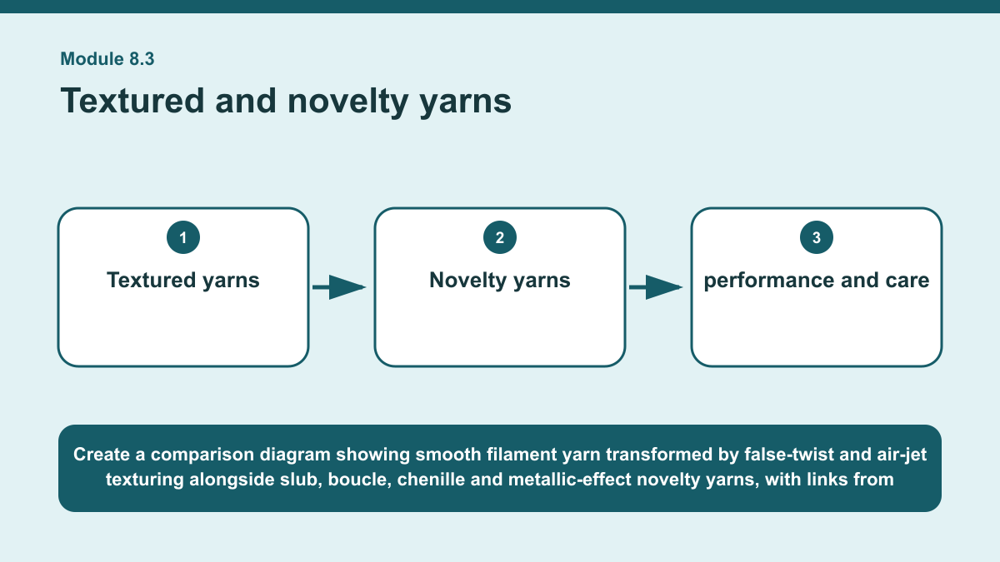 Module 8.3
Textured and novelty yarns
1
Textured yarns
2
Novelty yarns
3
performance and care
Create a comparison diagram showing smooth filament yarn transformed by false-twist and air-jet
texturing alongside slub, boucle, chenille and metallic-effect novelty yarns, with links from